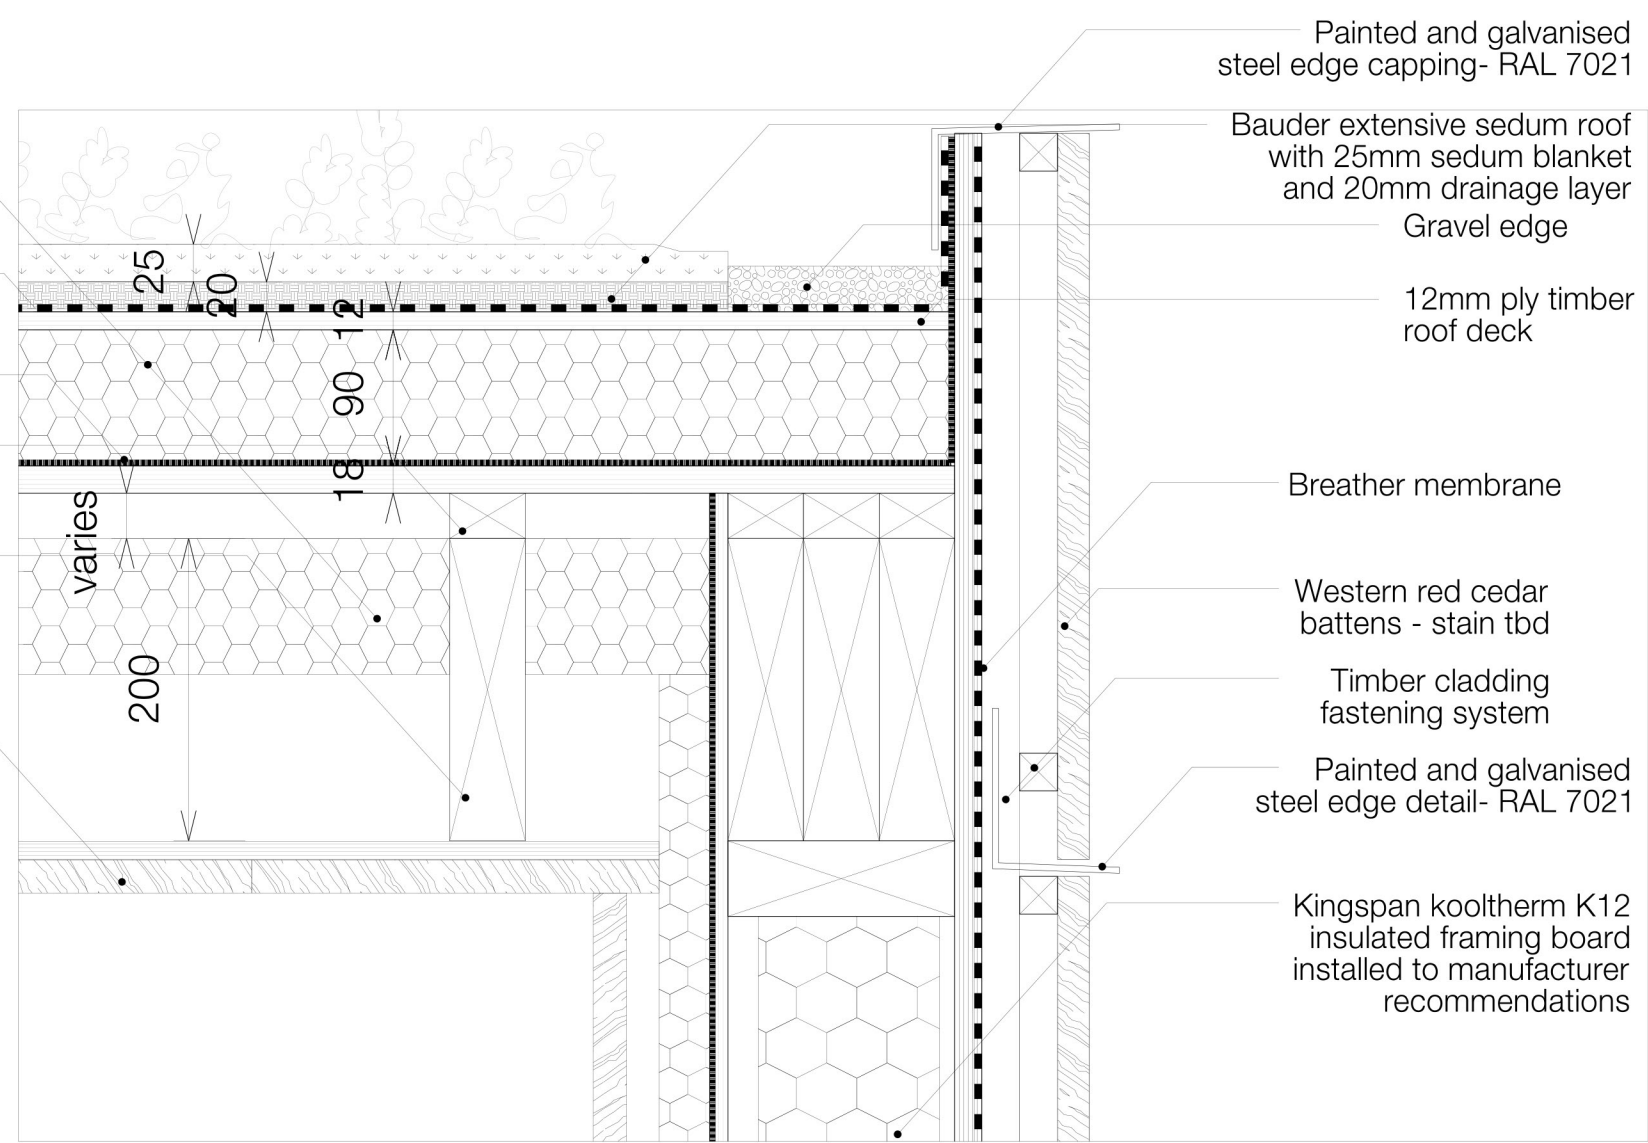 Painted and galvanised
steel edge capping- RAL 7021
Bauder extensive sedum roof
with 25mm sedum blanket
and 20mm drainage layer
Gravel edge
12mm ply timber
roof deck
Breather membrane
Western red cedar
battens - stain tbd
Timber cladding
fastening system
Painted and galvanised
steel edge detail- RAL 7021
Kingspan kooltherm K12
insulated framing board
installed to manufacturer
recommendations
25
20
12
90
18
varies
200